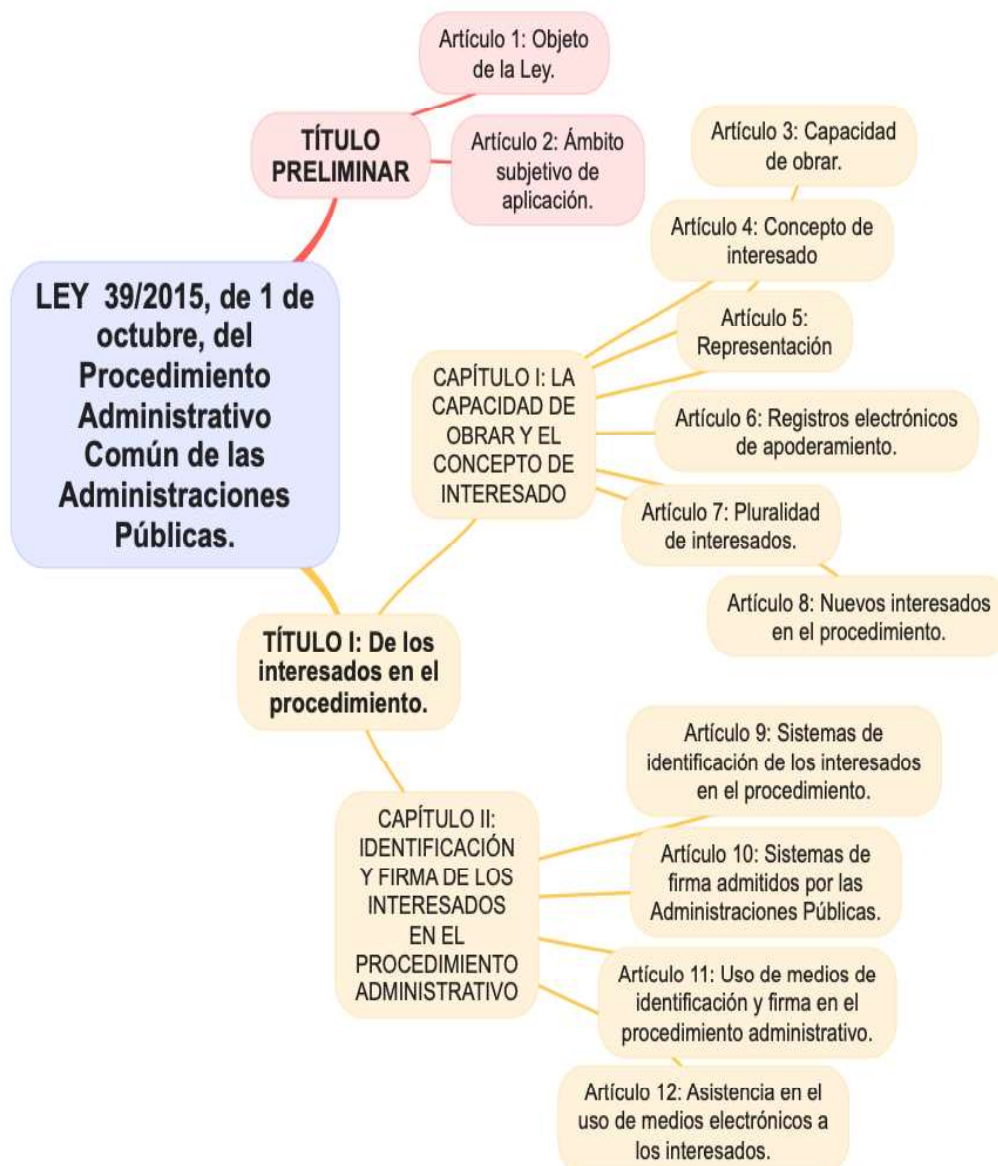 LEY 39/2015, de 1 de
octubre, del
Procedimiento
Administrativo
Común de las
Administraciones
Públicas.
TÍTULO
PRELIMINAR
Artículo 1: Objeto
de la Ley.
Artículo 2: Ámbito
subjetivo de
aplicación.
TÍTULO I: De los
interesados en el
procedimiento.
CAPÍTULO I: LA
CAPACIDAD DE
OBRAR Y EL
CONCEPTO DE
INTERESADO
Artículo 3: Capacidad
de obrar.
Artículo 4: Concepto de
interesado
Artículo 5:
Representación
Artículo 6: Registros electrónicos
de apoderamiento.
Artículo 7: Pluralidad
de interesados.
Artículo 8: Nuevos interesados
en el procedimiento.
CAPÍTULO II:
IDENTIFICACIÓN
Y FIRMA DE LOS
INTERESADOS
EN EL
PROCEDIMIENTO
ADMINISTRATIVO
Artículo 9: Sistemas de
identificación de los interesados
en el procedimiento.
Artículo 10: Sistemas de
firma admitidos por las
Administraciones Públicas.
Artículo 11: Uso de medios de
identificación y firma en el
procedimiento administrativo.
Artículo 12: Asistencia en el
uso de medios electrónicos a
los interesados.